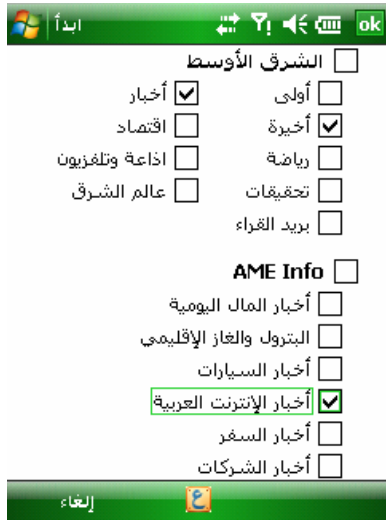 ابدأ ok
الشرق الأوسط
أولى أخبار
أخيرة اقتصاد
رياضة اذاعة وتلفزيون
تحقيقات عالم الشرق
بريد القراء
AME Info
أخبار المال اليومية
البترول والغاز الإقليمي
أخبار السيارات
أخبار الإنترنت العربية
أخبار السفر
أخبار الشركات
إلغاء ع